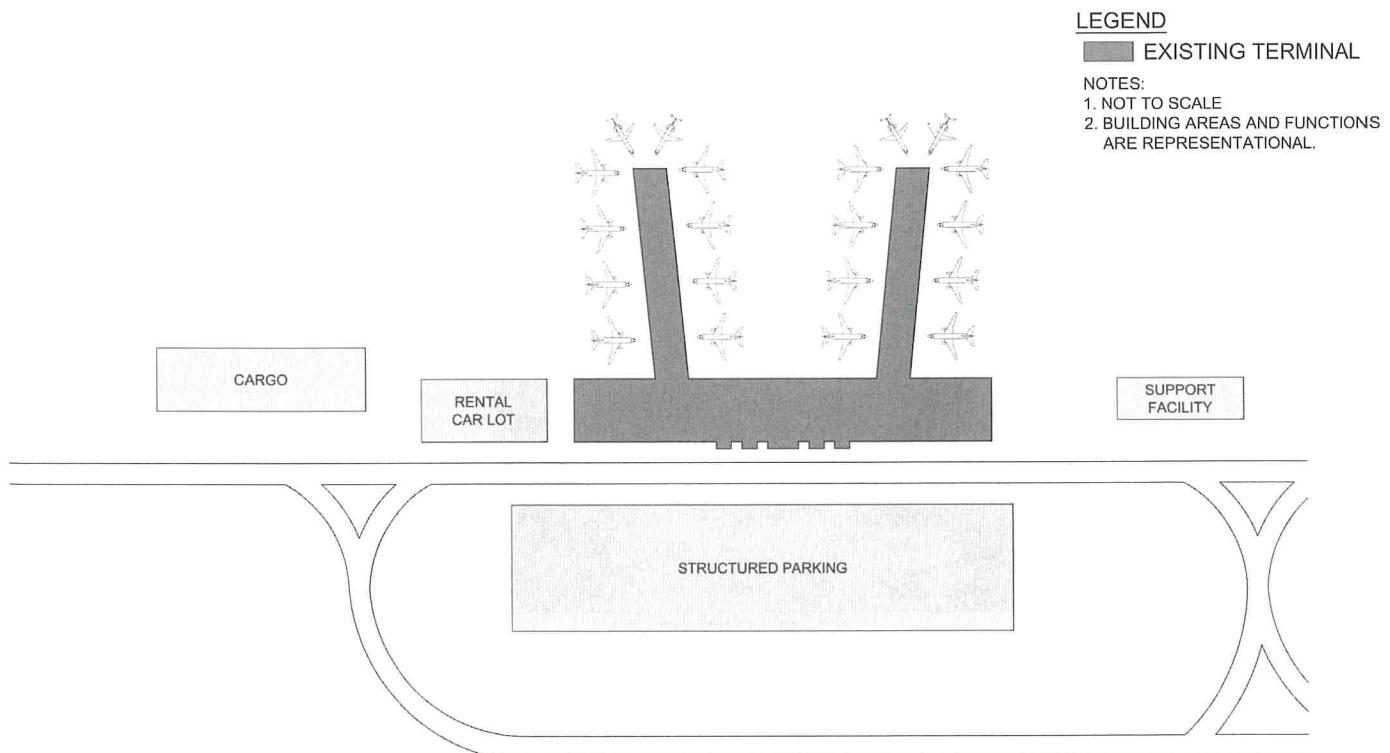 LEGEND
EXISTING TERMINAL
NOTES:
1. NOT TO SCALE
2. BUILDING AREAS AND FUNCTIONS
ARE REPRESENTATIONAL.
CARGO
RENTAL
CAR LOT
SUPPORT
FACILITY
STRUCTURED PARKING